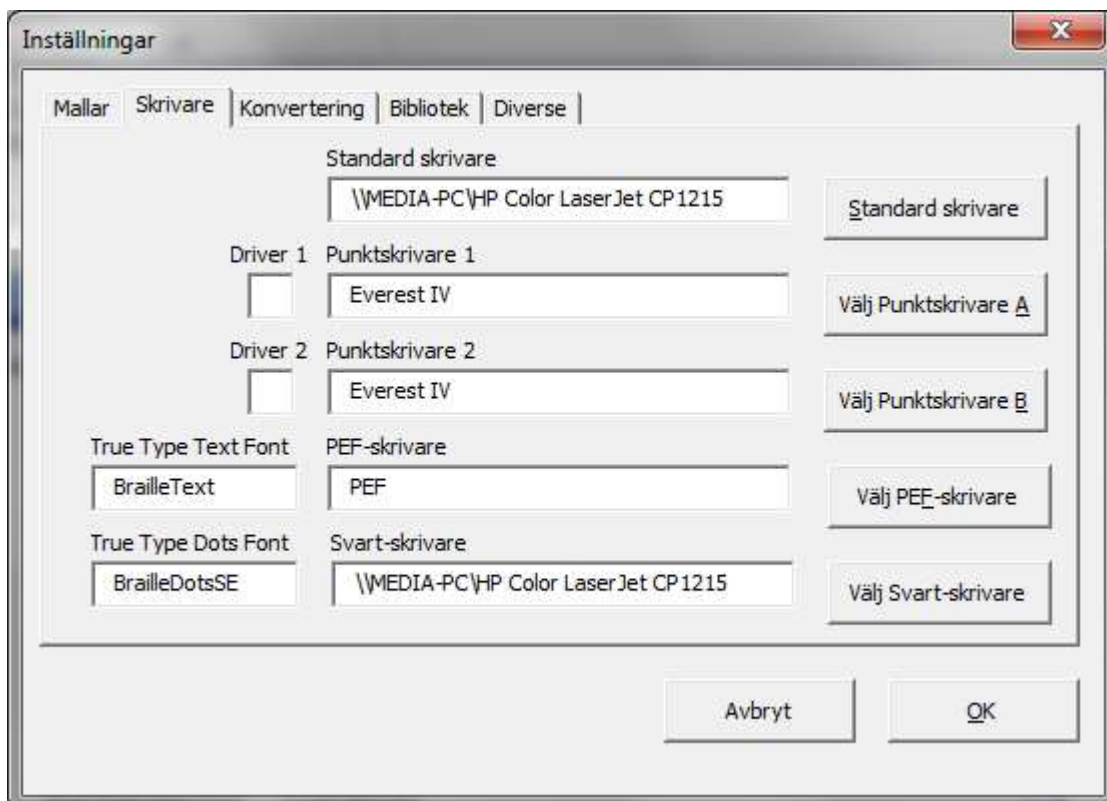 Inställningar
Mallar Skrivare Konvertering Bibliotek Diverse
Standard skrivare
\\MEDIA-PC\HP Color LaserJet CP1215 Standard skrivare
Driver 1 Punktskrivare 1
Everest IV Välj Punktskrivare A
Driver 2 Punktskrivare 2
Everest IV Välj Punktskrivare B
True Type Text Font PEF-skrivare
BrailleText PEF Välj PEF-skrivare
True Type Dots Font Svart-skrivare
BrailleDotsSE \\MEDIA-PC\HP Color LaserJet CP1215 Välj Svart-skrivare
Avbryt OK